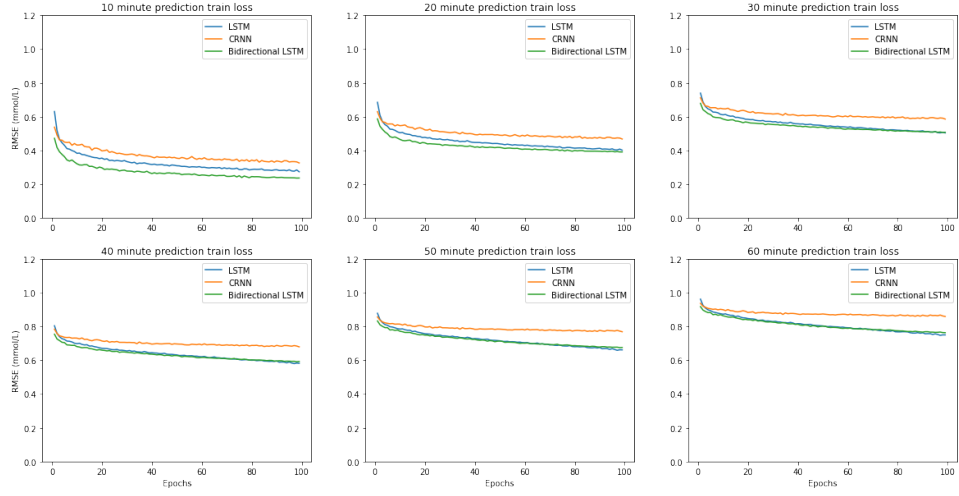 10 minute prediction train loss
1.2
1.0
0.8
0.6
0.4
0.2
0.0
RMSE (mmol/L)
0 20 40 60 80 100
LSTM
CRNN
Bidirectional LSTM
20 minute prediction train loss
1.2
1.0
0.8
0.6
0.4
0.2
0.0
0 20 40 60 80 100
LSTM
CRNN
Bidirectional LSTM
30 minute prediction train loss
1.2
1.0
0.8
0.6
0.4
0.2
0.0
0 20 40 60 80 100
LSTM
CRNN
Bidirectional LSTM
40 minute prediction train loss
1.2
1.0
0.8
0.6
0.4
0.2
0.0
RMSE (mmol/L)
0 20 40 60 80 100
Epochs
LSTM
CRNN
Bidirectional LSTM
50 minute prediction train loss
1.2
1.0
0.8
0.6
0.4
0.2
0.0
0 20 40 60 80 100
Epochs
LSTM
CRNN
Bidirectional LSTM
60 minute prediction train loss
1.2
1.0
0.8
0.6
0.4
0.2
0.0
0 20 40 60 80 100
Epochs
LSTM
CRNN
Bidirectional LSTM